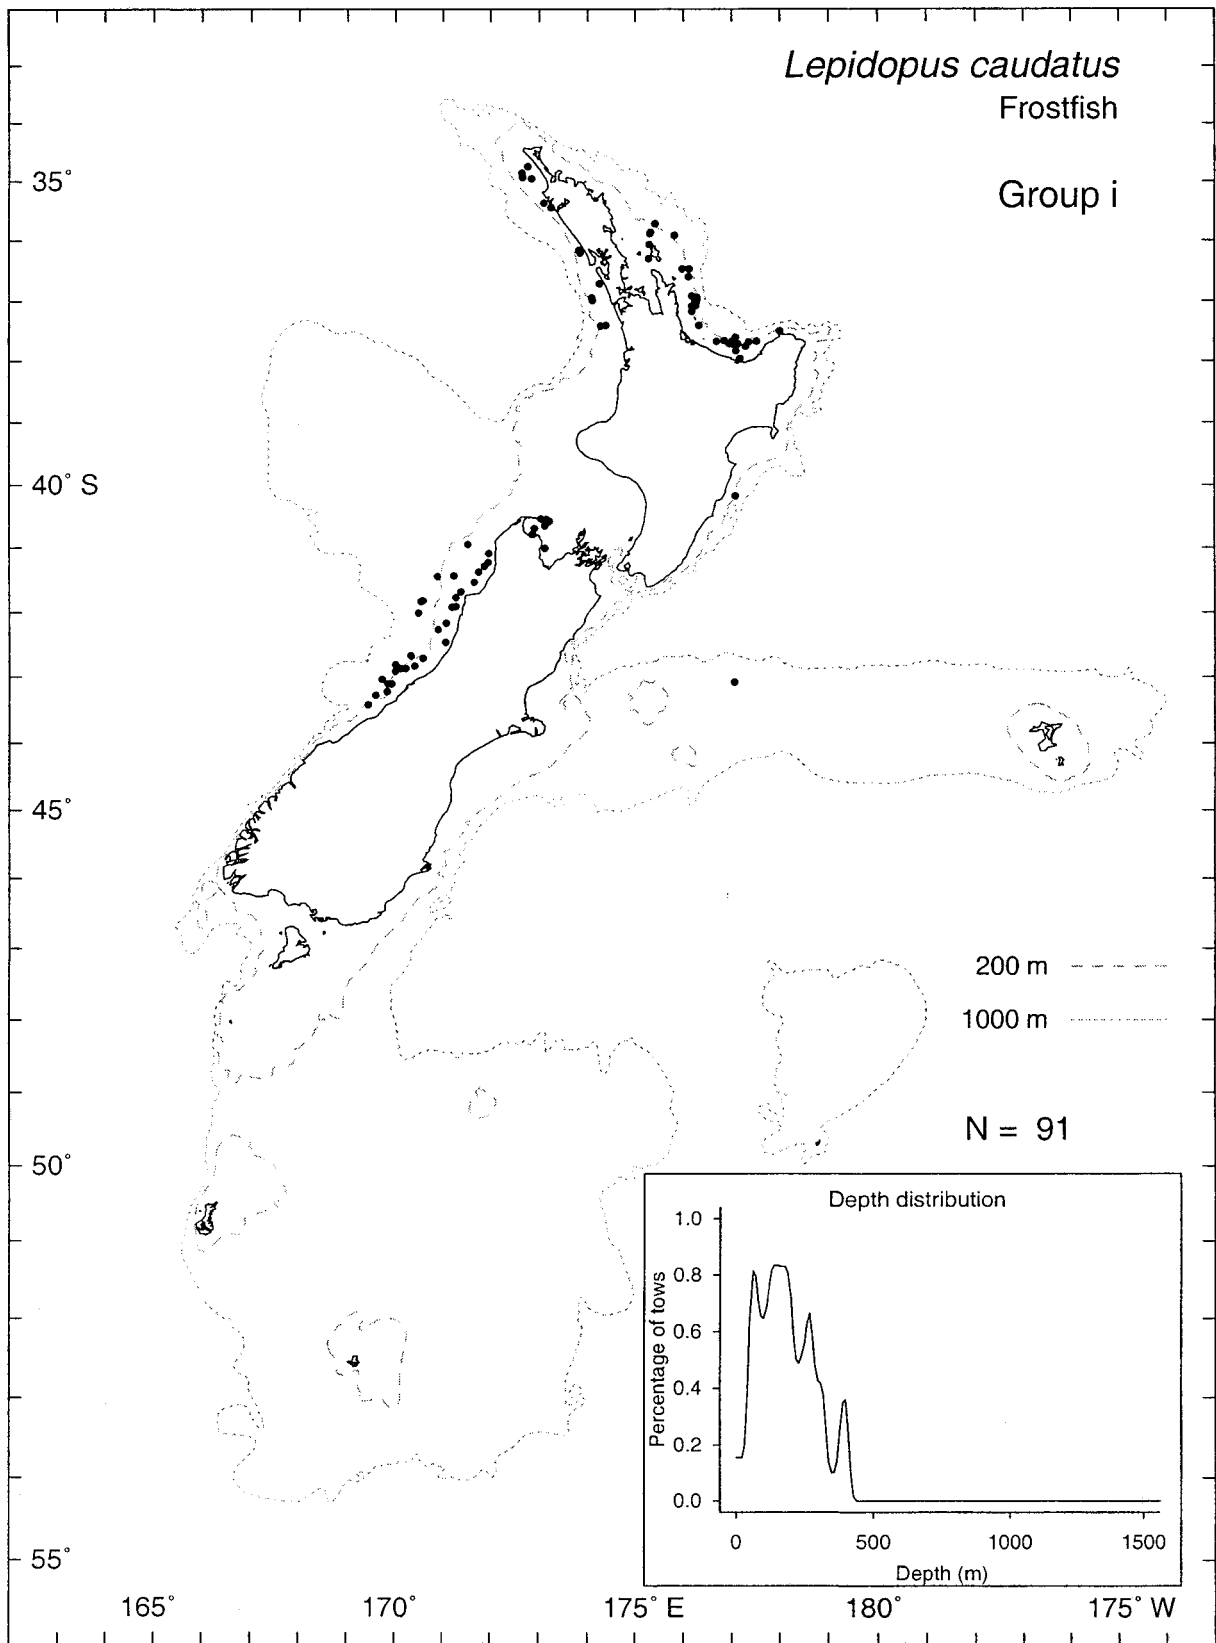 Lepidopus caudatus
Frostfish
Group i
35°
40° S
45°
50°
55°
200 m
1000 m
N = 91
Depth distribution
Percentage of tows
1.0
0.8
0.6
0.4
0.2
0.0
0 500 1000 1500
Depth (m)
165° 170° 175° E 180° 175° W